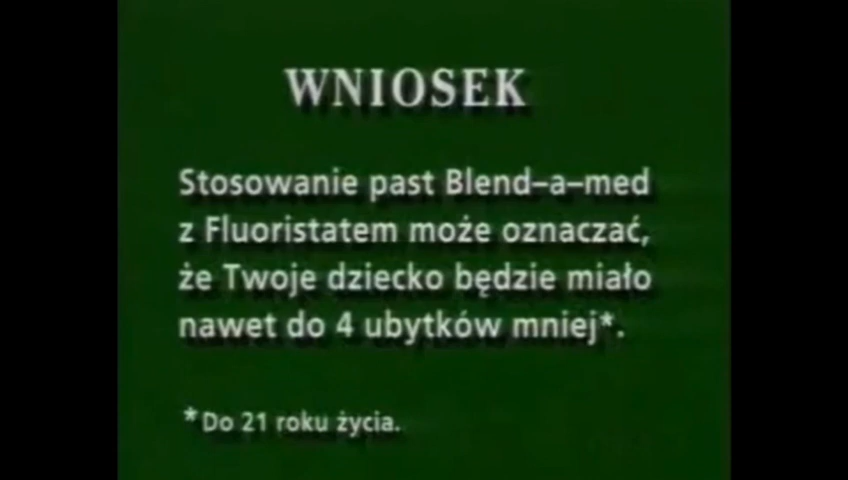 WNIOSEK
Stosowanie past Blend–a–med
z Fluoristatem może oznaczać,
że Twoje dziecko będzie miało
nawet do 4 ubytków mniej*.
*Do 21 roku życia.